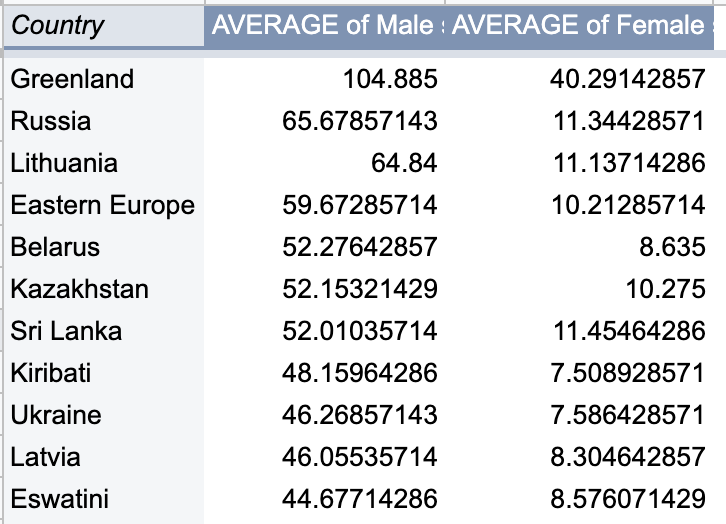 Country AVERAGE of Male AVERAGE of Female
Greenland 104.885 40.29142857
Russia 65.67857143 11.34428571
Lithuania 64.84 11.13714286
Eastern Europe 59.67285714 10.21285714
Belarus 52.27642857 8.635
Kazakhstan 52.15321429 10.275
Sri Lanka 52.01035714 11.45464286
Kiribati 48.15964286 7.508928571
Ukraine 46.26857143 7.586428571
Latvia 46.05535714 8.304642857
Eswatini 44.67714286 8.576071429